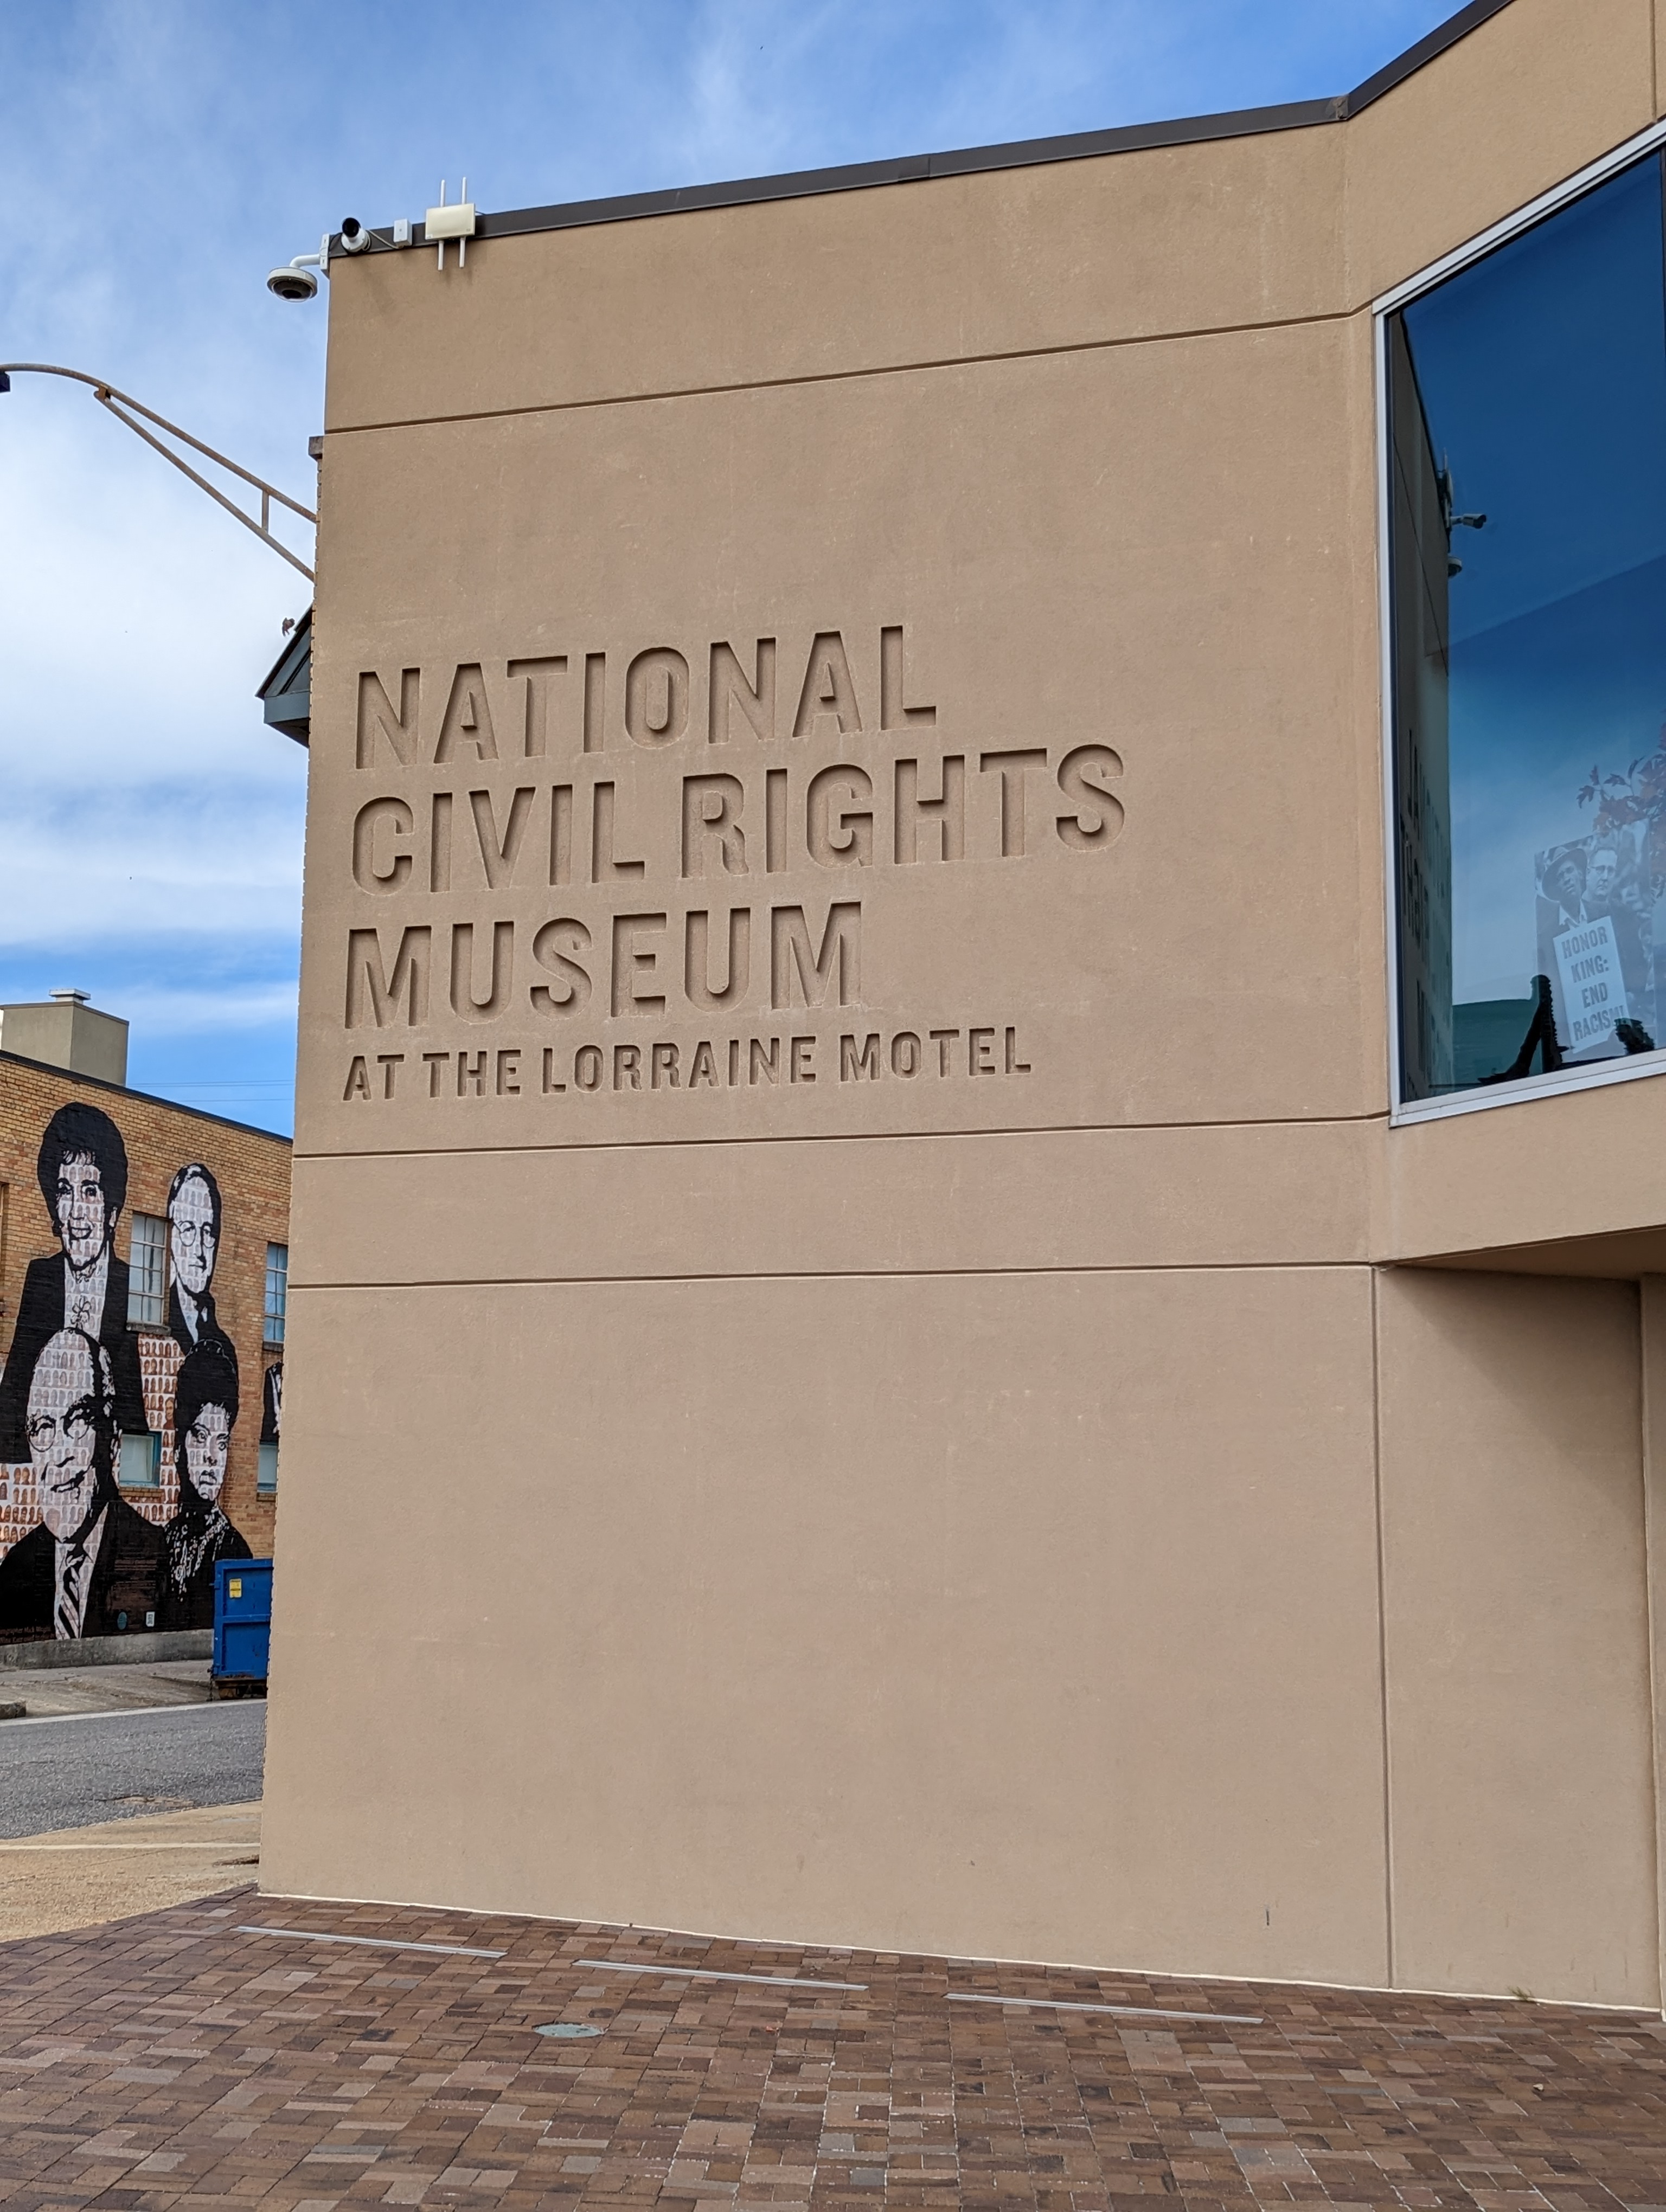 NATIONAL
CIVIL RIGHTS
MUSEUM
AT THE LORRAINE MOTEL
HONOR
KING:
END
RACISM!